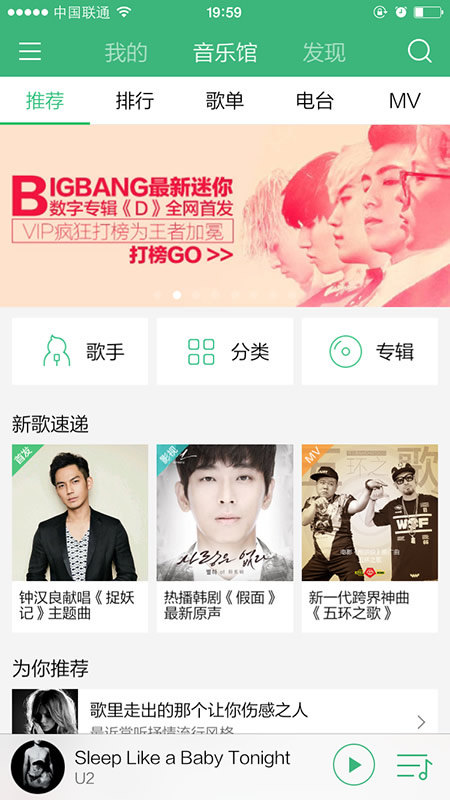 中国联通
19:59
我的
音乐馆
发现
推荐
排行
歌单
电台
MV
BIGBANG最新迷你
数字专辑《D》全网首发
VIP疯狂打榜为王者加冕
打榜GO >>
歌手
分类
专辑
新歌速递
首发
影视
MV
五环之歌
사랑은 없다
WSF
钟汉良献唱《捉妖
记》主题曲
热播韩剧《假面》
最新原声
新一代跨界神曲
《五环之歌》
为你推荐
歌里走出的那个让你伤感之人
最近常听抒情流行风格
Sleep Like a Baby Tonight
U2